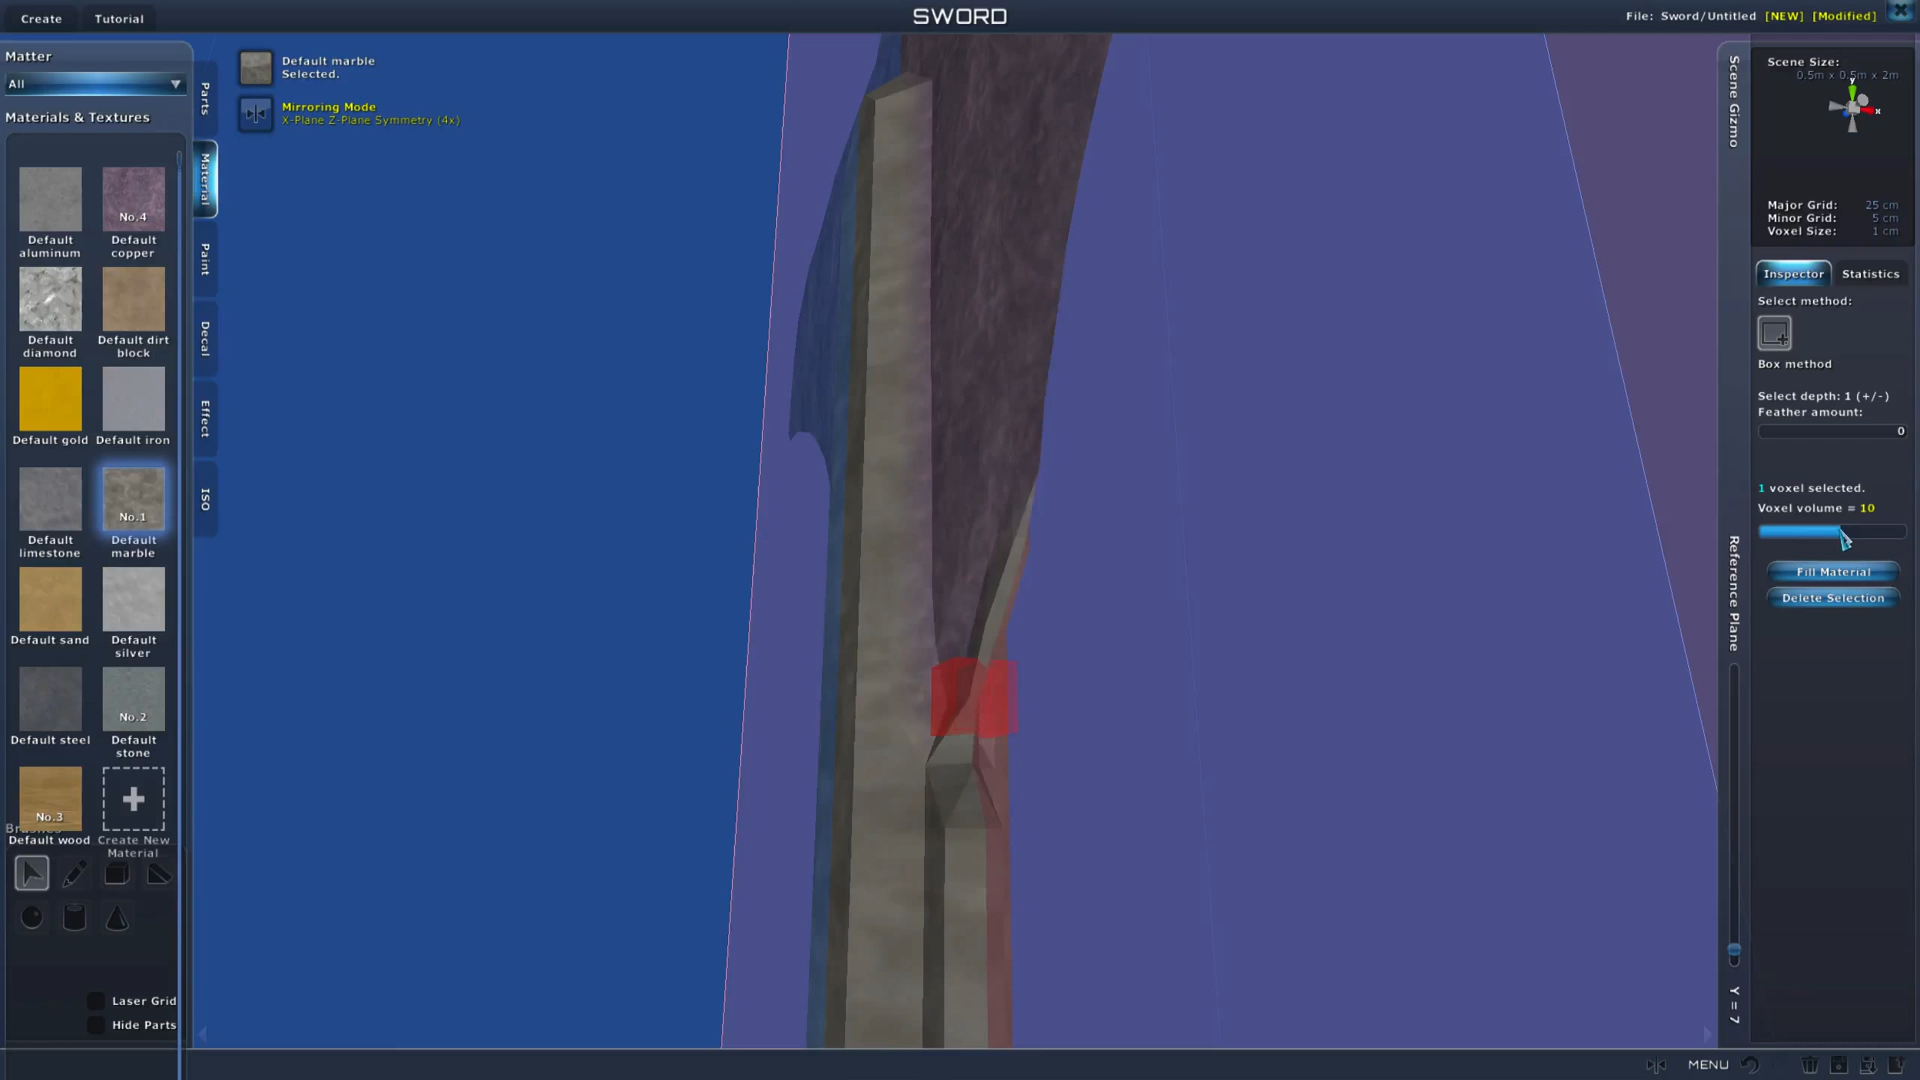 Create
Tutorial
SWORD
File: Sword/Untitled [NEW] [Modified]
Matter
All
Materials & Textures
Default aluminum
No.4
Default copper
Default diamond
Default dirt block
Default gold
Default iron
Default limestone
No.1
Default marble
Default sand
Default silver
Default steel
No.2
Default stone
No.3
Default wood
Create New Material
Brushes
Laser Grid
Hide Parts
Parts
Material
Paint
Decal
Effect
ISO
Default marble
Selected.
Mirroring Mode
X-Plane Z-Plane Symmetry (4x)
Scene Gizmo
Reference Plane
Y = 7
Scene Size:
0.5m x 0.5m x 2m
Y
x
Major Grid: 25 cm
Minor Grid: 5 cm
Voxel Size: 1 cm
Inspector
Statistics
Select method:
Box method
Select depth: 1 (+/-)
Feather amount:
0
1 voxel selected.
Voxel volume = 10
Fill Material
Delete Selection
MENU